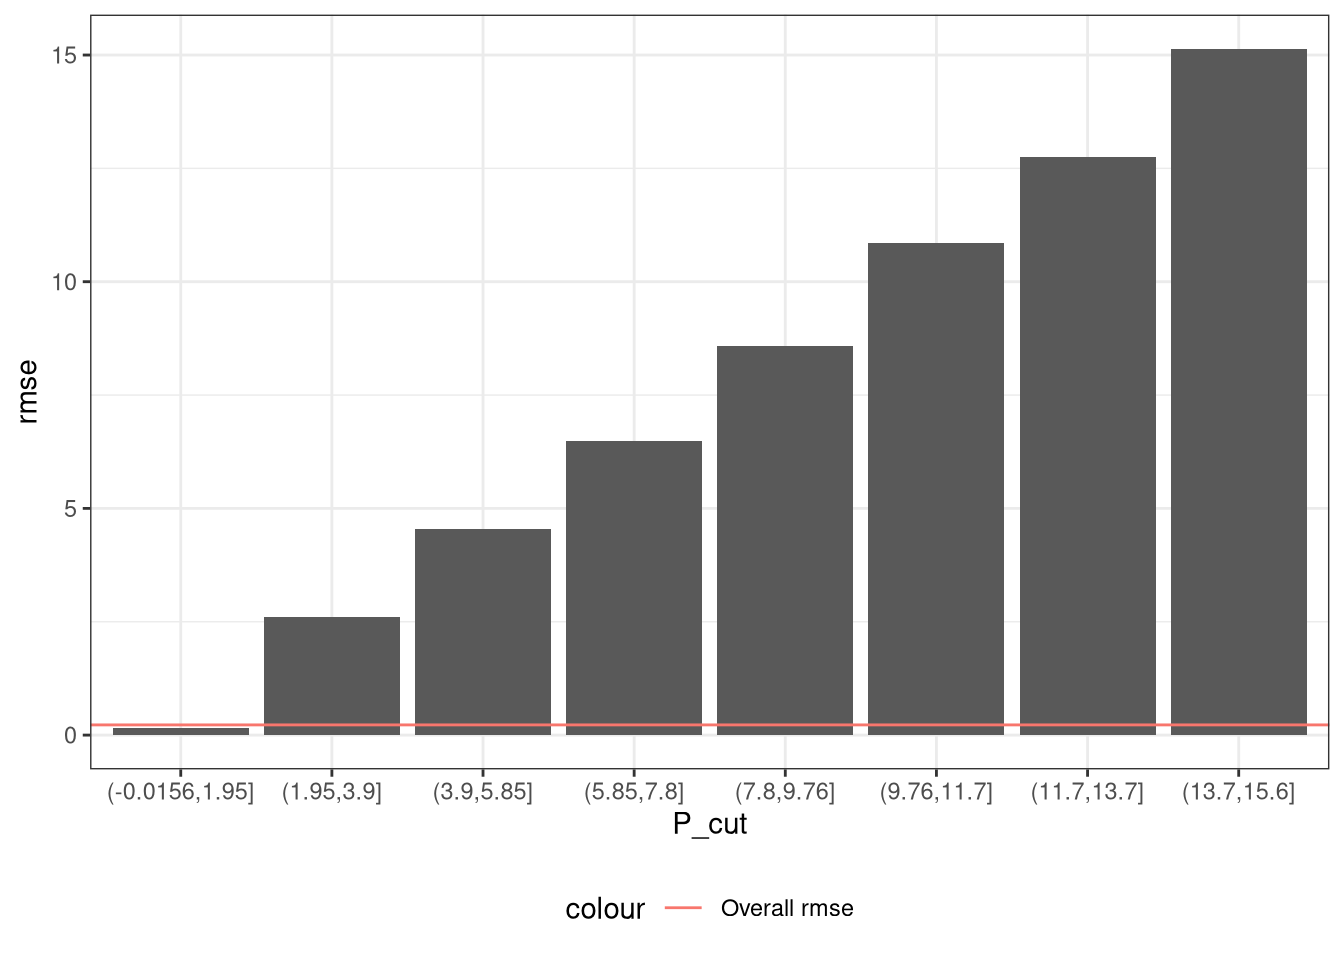 15
10
5
0
rmse
(-0.0156,1.95] (1.95,3.9] (3.9,5.85] (5.85,7.8] (7.8,9.76] (9.76,11.7] (11.7,13.7] (13.7,15.6]
P_cut
colour Overall rmse